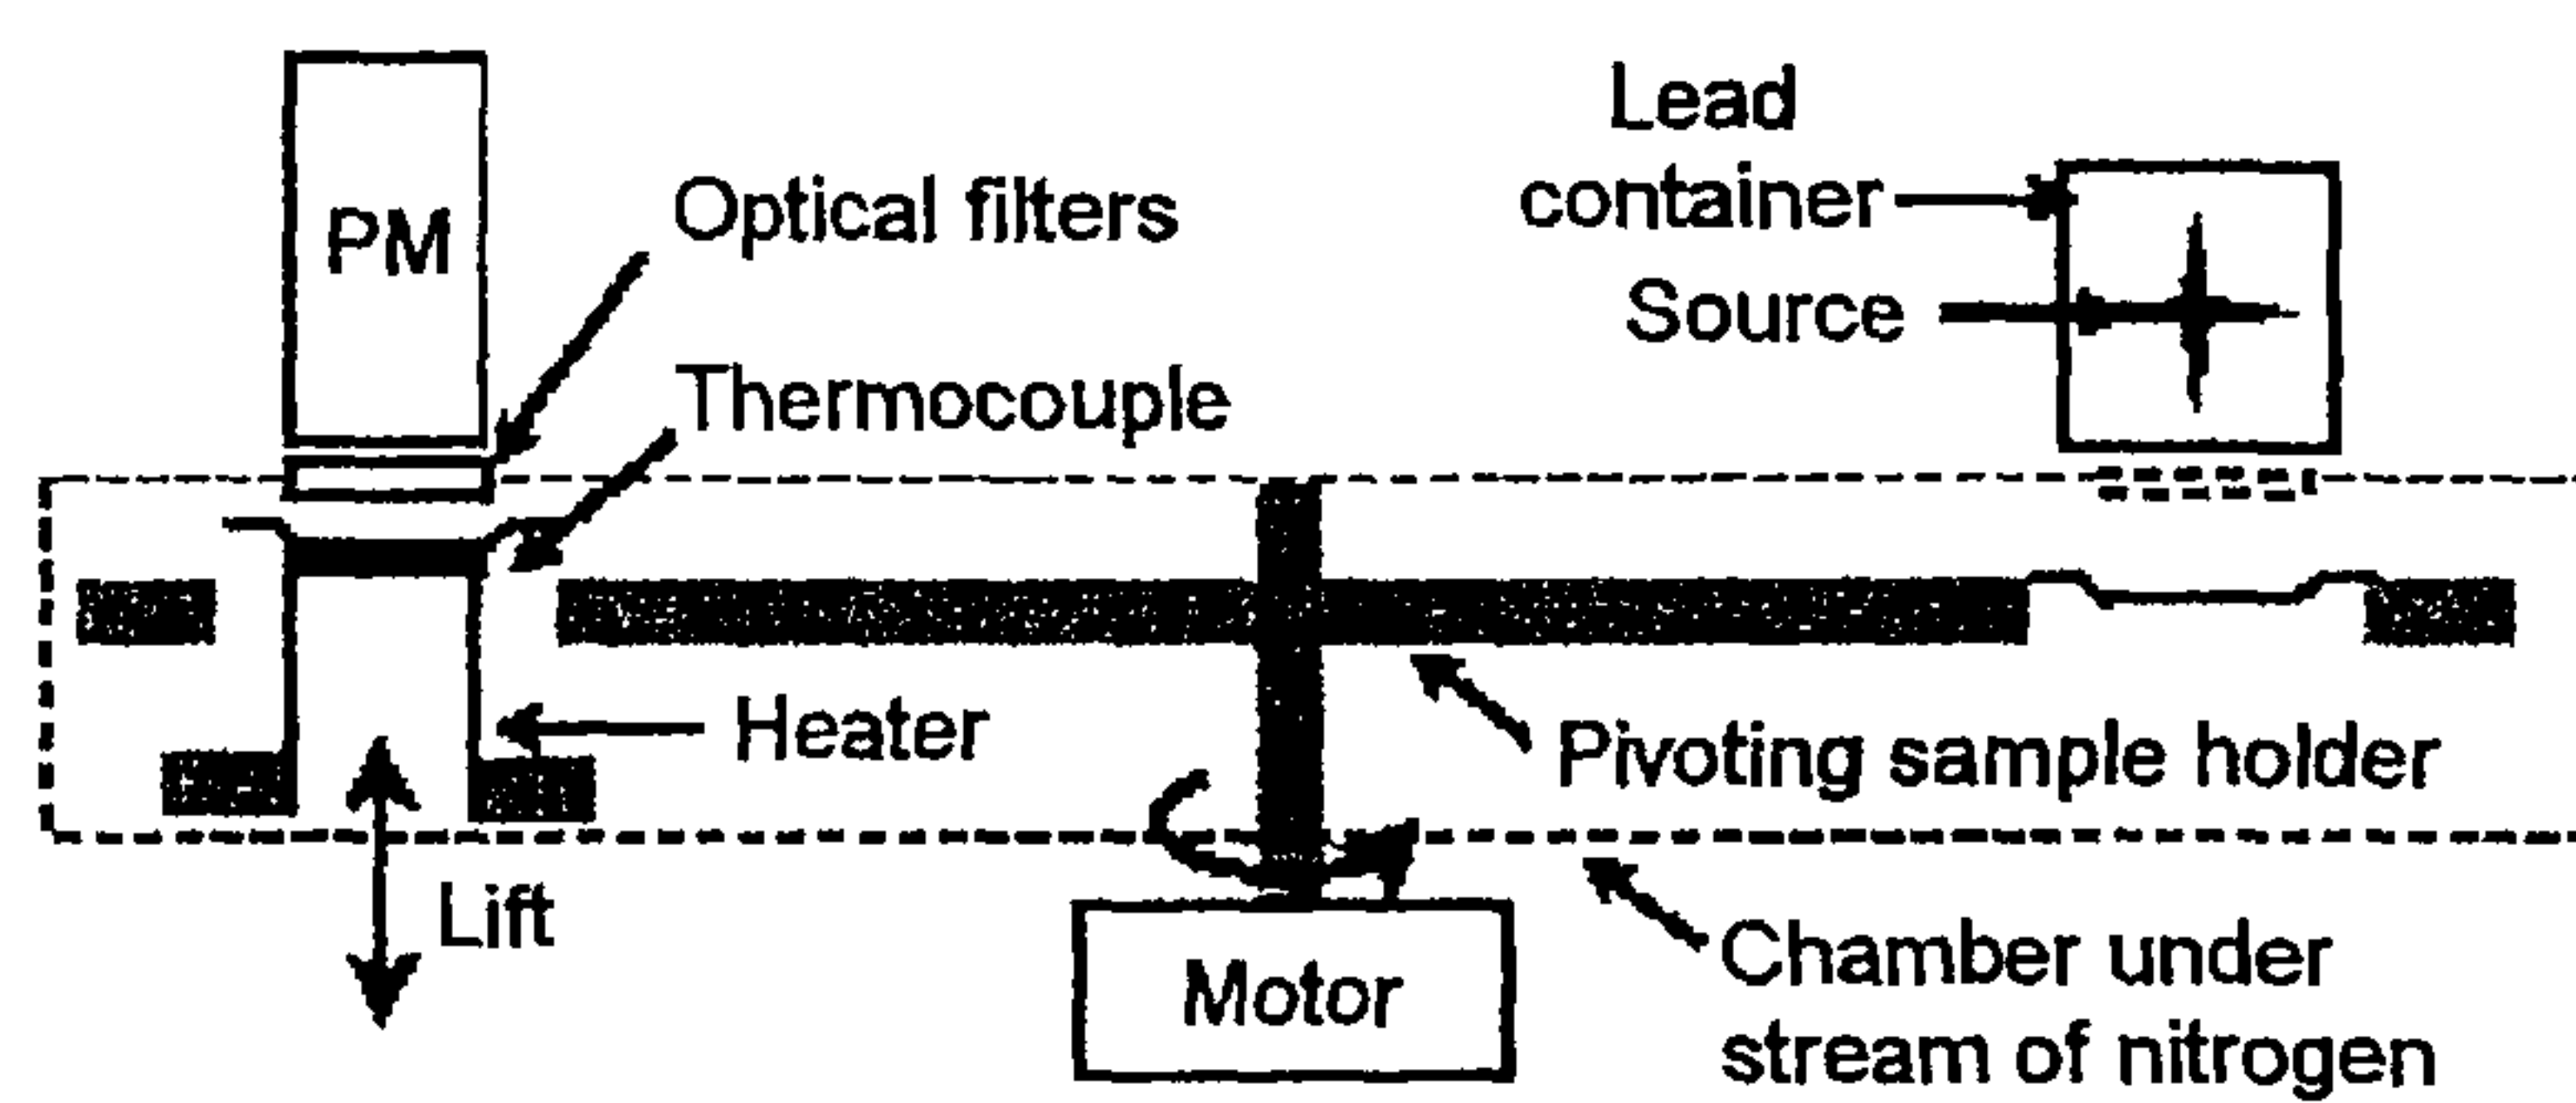 PM
Optical filters
Thermocouple
Lead
container
Source
Heater
Pivoting sample holder
Lift
Motor
Chamber under
stream of nitrogen